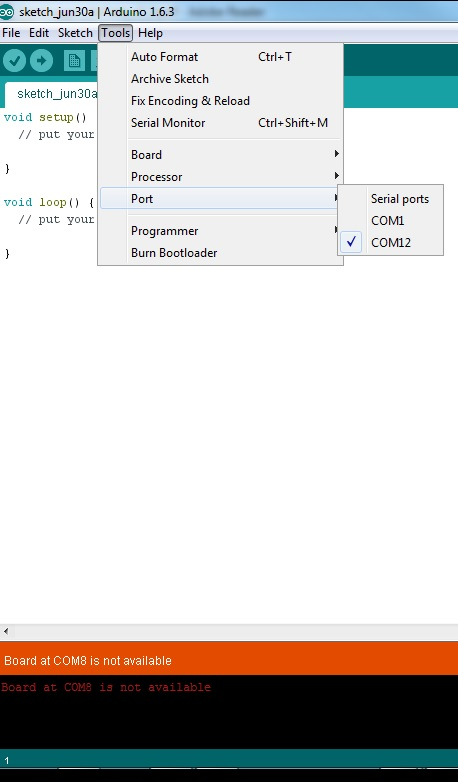 sketch_jun30a | Arduino 1.6.3
File Edit Sketch Tools Help
sketch_jun30a
void setup()
// put your
}
void loop() {
// put your
}
Auto Format Ctrl+T
Archive Sketch
Fix Encoding & Reload
Serial Monitor Ctrl+Shift+M
Board
Processor
Port
Programmer
Burn Bootloader
Serial ports
COM1
COM12
Board at COM8 is not available
Board at COM8 is not available
1